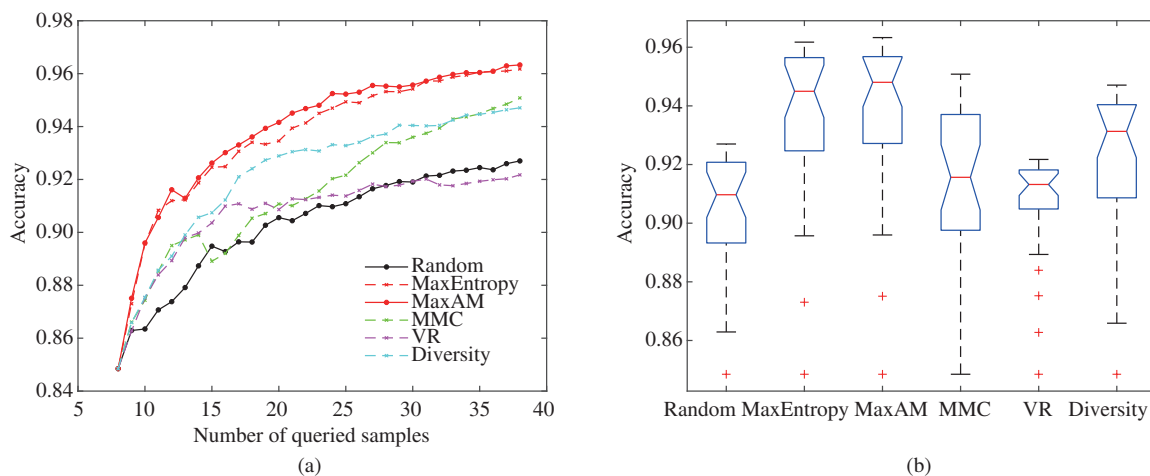 0.98
0.96
0.94
0.92
0.90
0.88
0.86
0.84
Accuracy
5
10
15
20
25
30
35
40
Number of queried samples
Random
MaxEntropy
MaxAM
MMC
VR
Diversity
(a)
0.96
0.94
0.92
0.90
0.88
0.86
Accuracy
Random MaxEntropy MaxAM MMC VR Diversity
(b)